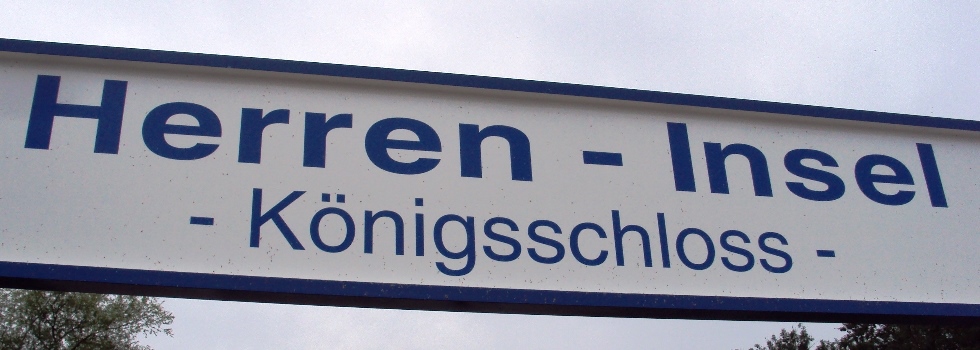 Herren - Insel
- Königsschloss -